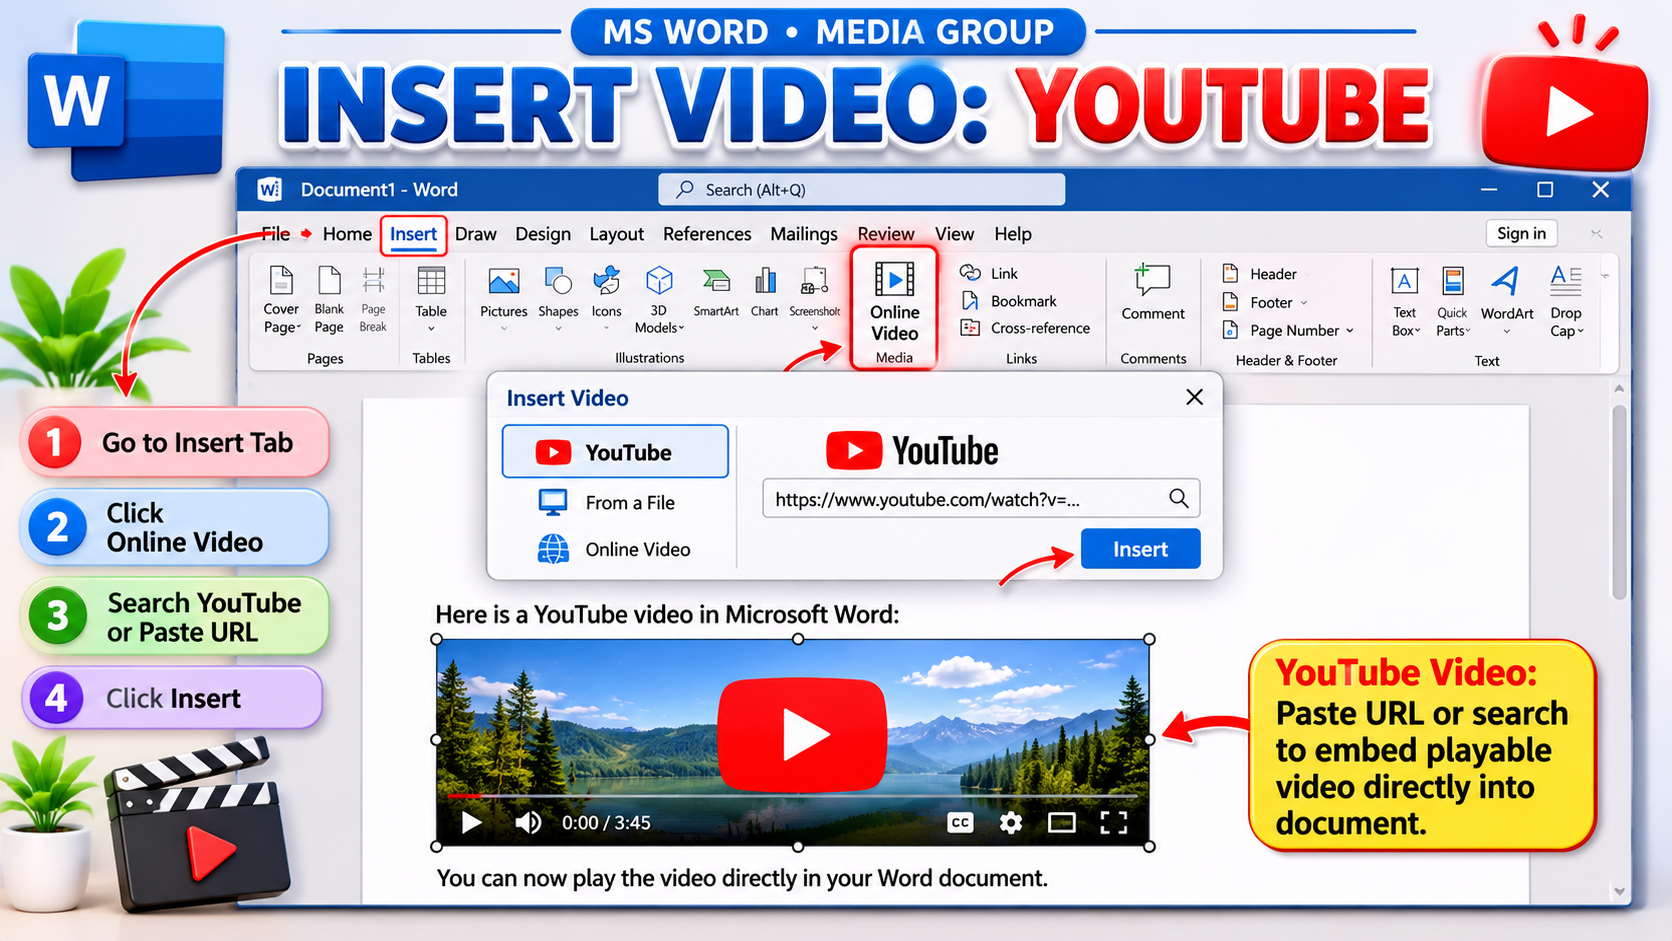 MS WORD • MEDIA GROUP
INSERT VIDEO: YOUTUBE
W
W
Document1 - Word
Search (Alt+Q)
File Home Insert Draw Design Layout References Mailings Review View Help
Sign in
Cover Page
Blank Page
Page Break
Pages
Table
Tables
Pictures
Shapes
Icons
3D Models
SmartArt
Chart
Screenshot
Illustrations
Online Video
Media
Link
Bookmark
Cross-reference
Links
Comment
Comments
Header
Footer
Page Number
Header & Footer
A
Text Box
Quick Parts
A
WordArt
A
Drop Cap
Text
1 Go to Insert Tab
2 Click
Online Video
3 Search YouTube
or Paste URL
4 Click Insert
Insert Video
YouTube
From a File
Online Video
YouTube
https://www.youtube.com/watch?v=...
Insert
Here is a YouTube video in Microsoft Word:
0:00 / 3:45
CC
You can now play the video directly in your Word document.
YouTube Video:
Paste URL or search
to embed playable
video directly into
document.